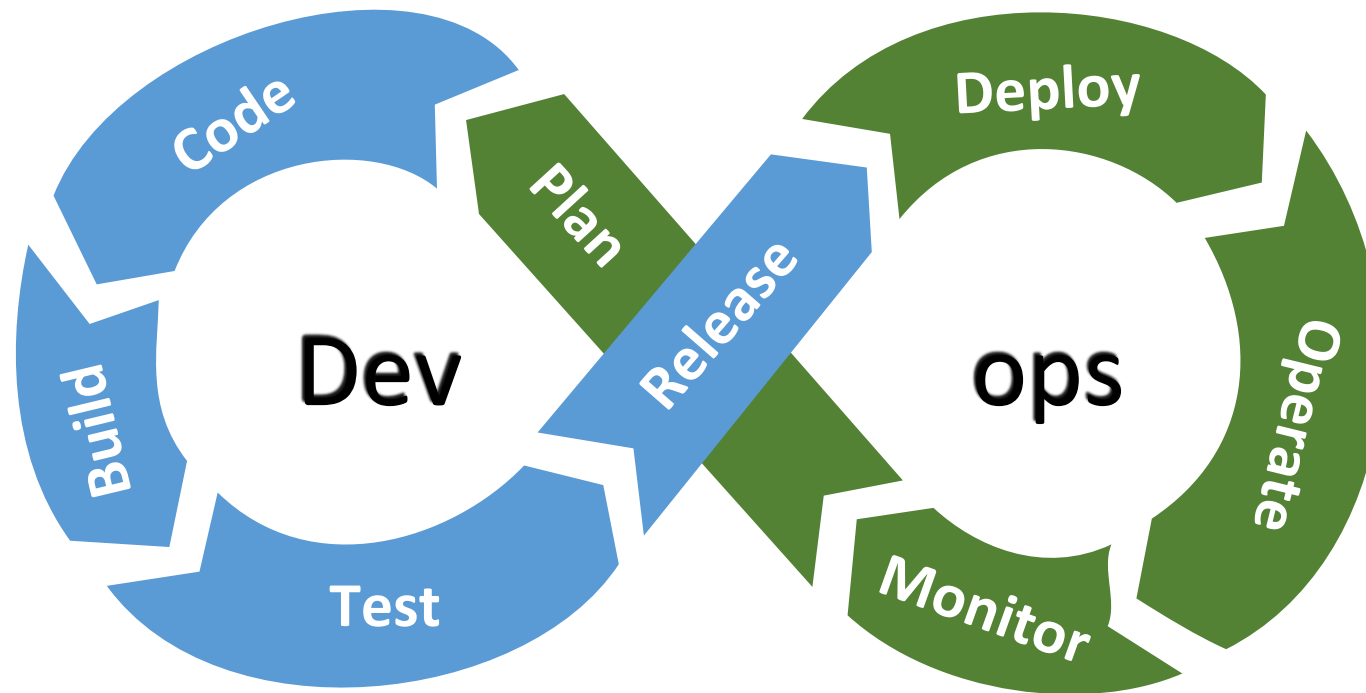 Code
Plan
Release
Deploy
Operate
Monitor
Test
Build
Dev
ops